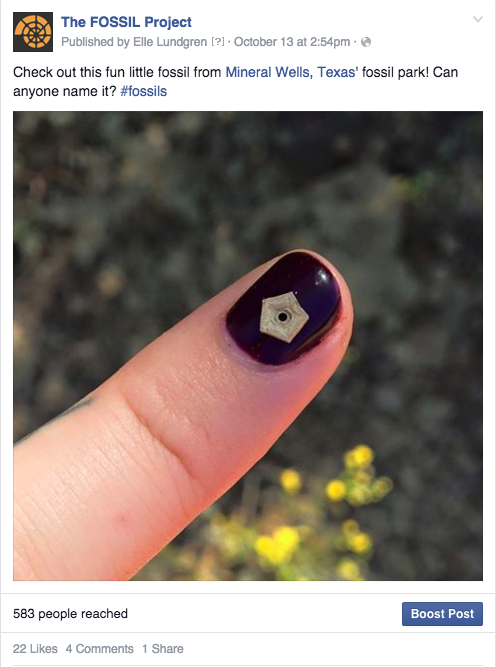 The FOSSIL Project
Published by Elle Lundgren [?] · October 13 at 2:54pm ·
Check out this fun little fossil from Mineral Wells, Texas' fossil park! Can
anyone name it? #fossils
583 people reached
Boost Post
22 Likes 4 Comments 1 Share